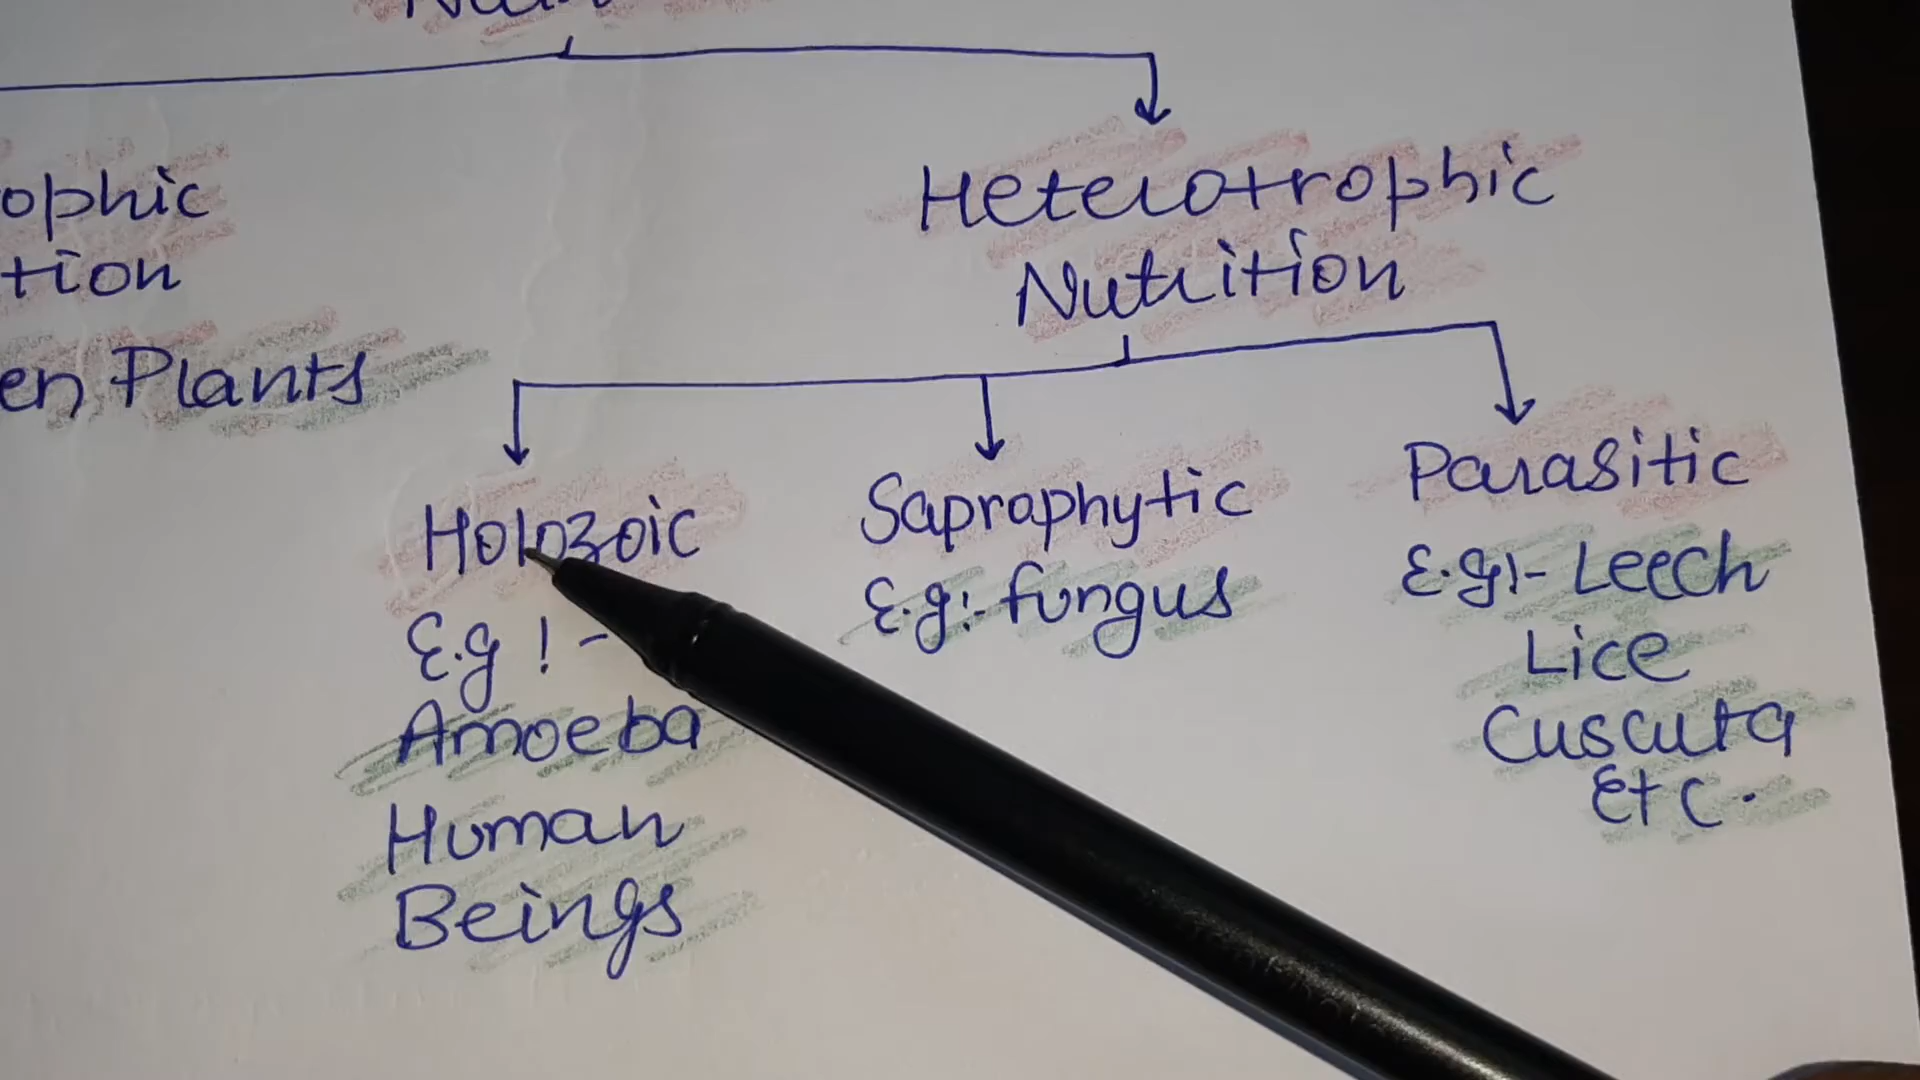 ophic
tion
en Plants
Heterotrophic
Nutrition
Holozoic
E.g!-
Amoeba
Human
Beings
Saprophytic
E.g:- fungus
Parasitic
E.g!- Leech
Lice
Cuscuta
Etc.